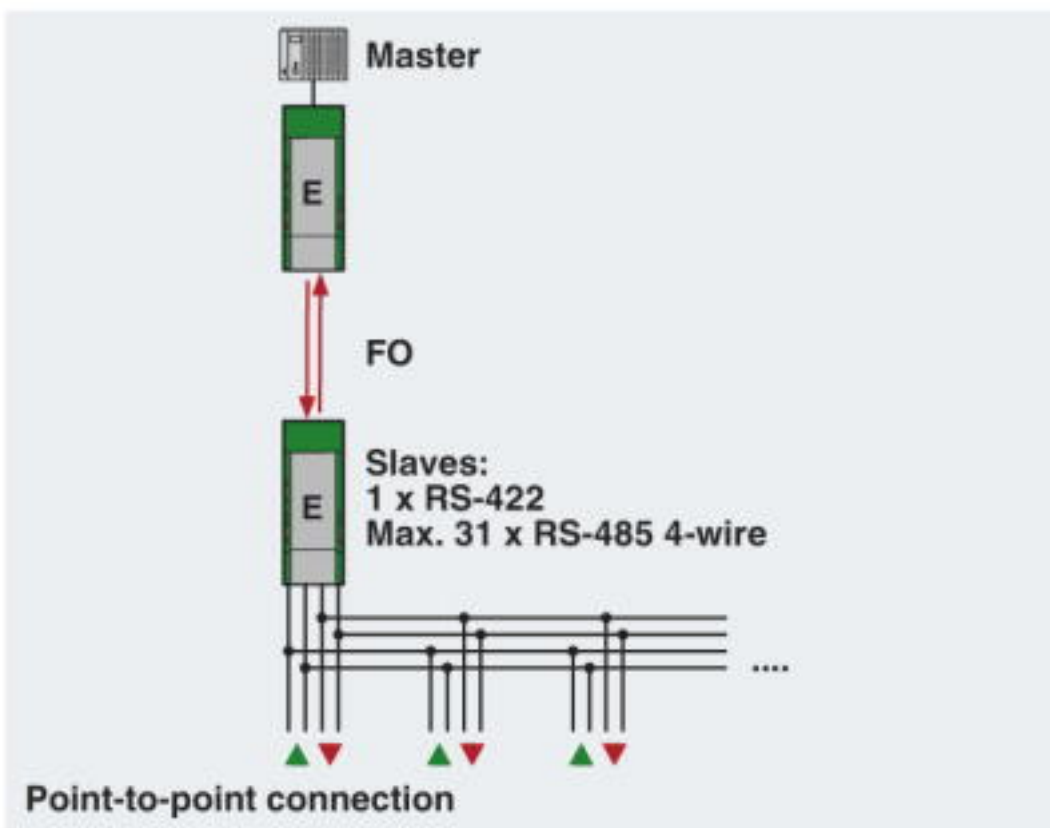 Master
E
FO
E
Slaves:
1 x RS-422
Max. 31 x RS-485 4-wire
....
Point-to-point connection